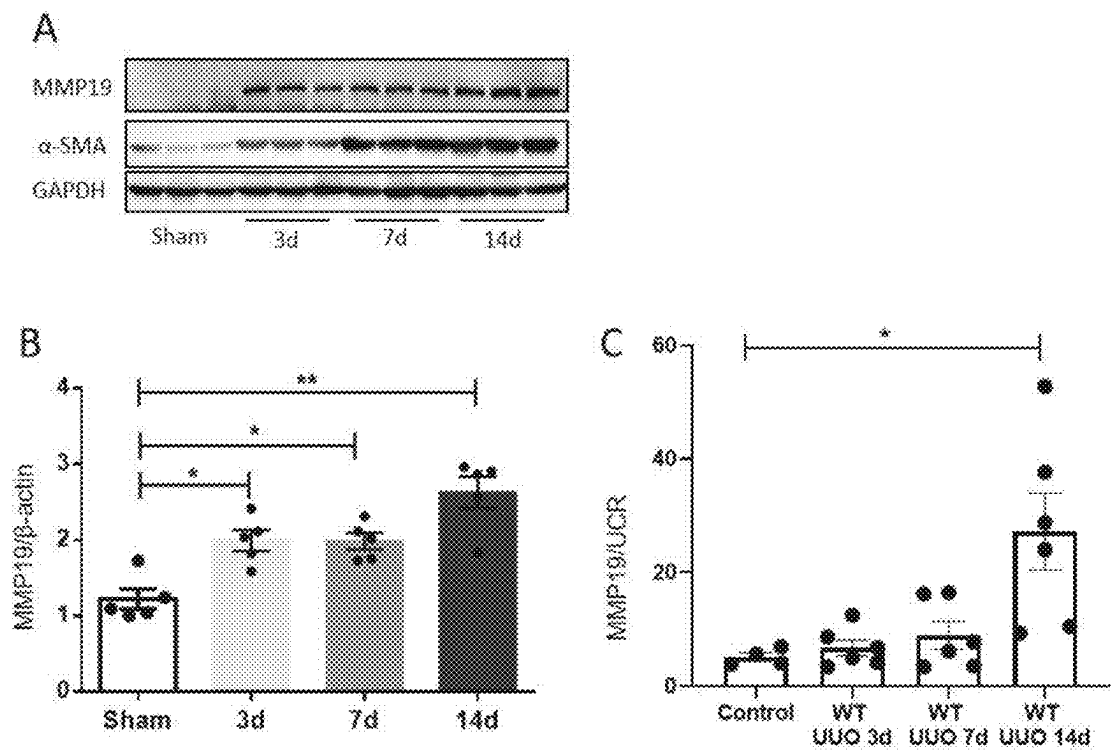 A
MMP19
α-SMA
GAPDH
Sham 3d 7d 14d
B
MMP19/β-actin
4
3
2
1
0
**
*
*
Sham 3d 7d 14d
C
MMP19/UCR
60
40
20
0
*
Control WT WT WT
UUO 3d UUO 7d UUO 14d